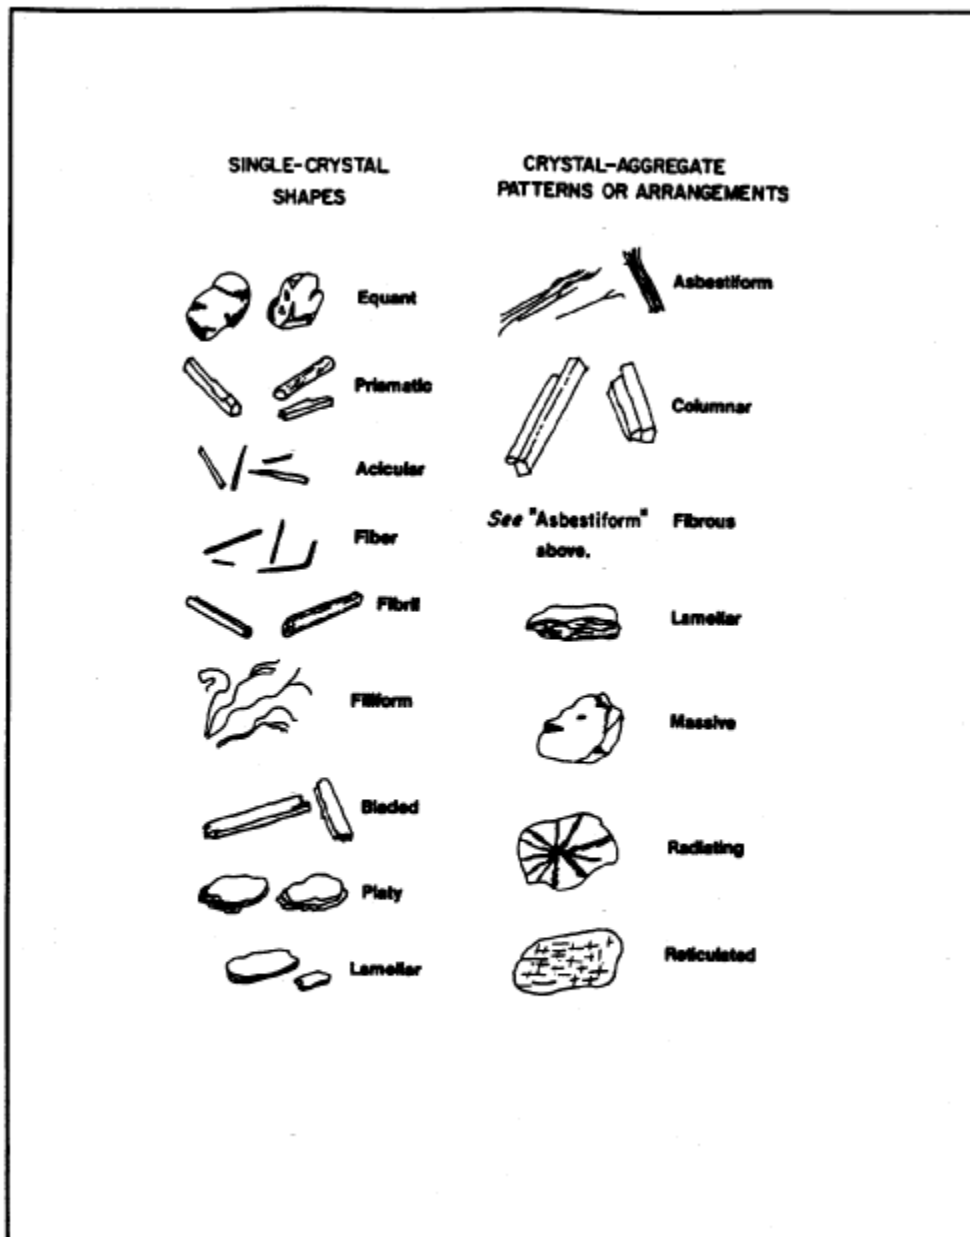 SINGLE-CRYSTAL
SHAPES
Equant
Prismatic
Acicular
Fiber
Fibril
Filiform
Bladed
Platy
Lamellar
CRYSTAL-AGGREGATE
PATTERNS OR ARRANGEMENTS
Asbestiform
Columnar
See "Asbestiform" Fibrous
above.
Lamellar
Massive
Radiating
Reticulated